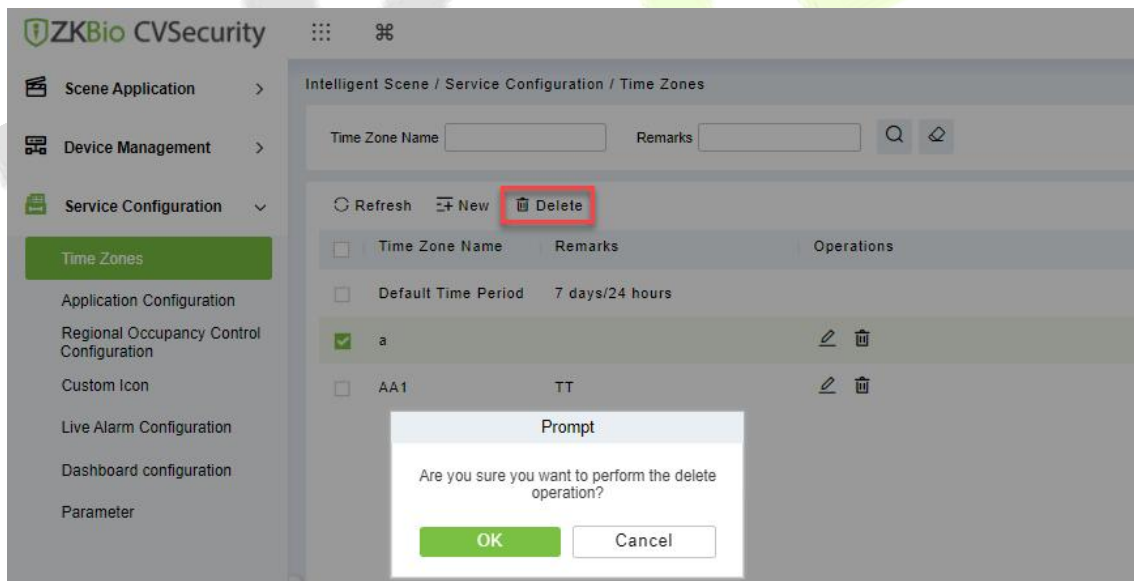 ZKBio CVSecurity
Scene Application
Device Management
Service Configuration
Time Zones
Application Configuration
Regional Occupancy Control
Configuration
Custom Icon
Live Alarm Configuration
Dashboard configuration
Parameter
Intelligent Scene / Service Configuration / Time Zones
Time Zone Name Remarks
Refresh New Delete
Time Zone Name Remarks Operations
Default Time Period 7 days/24 hours
a
AA1 TT
Prompt
Are you sure you want to perform the delete
operation?
OK Cancel